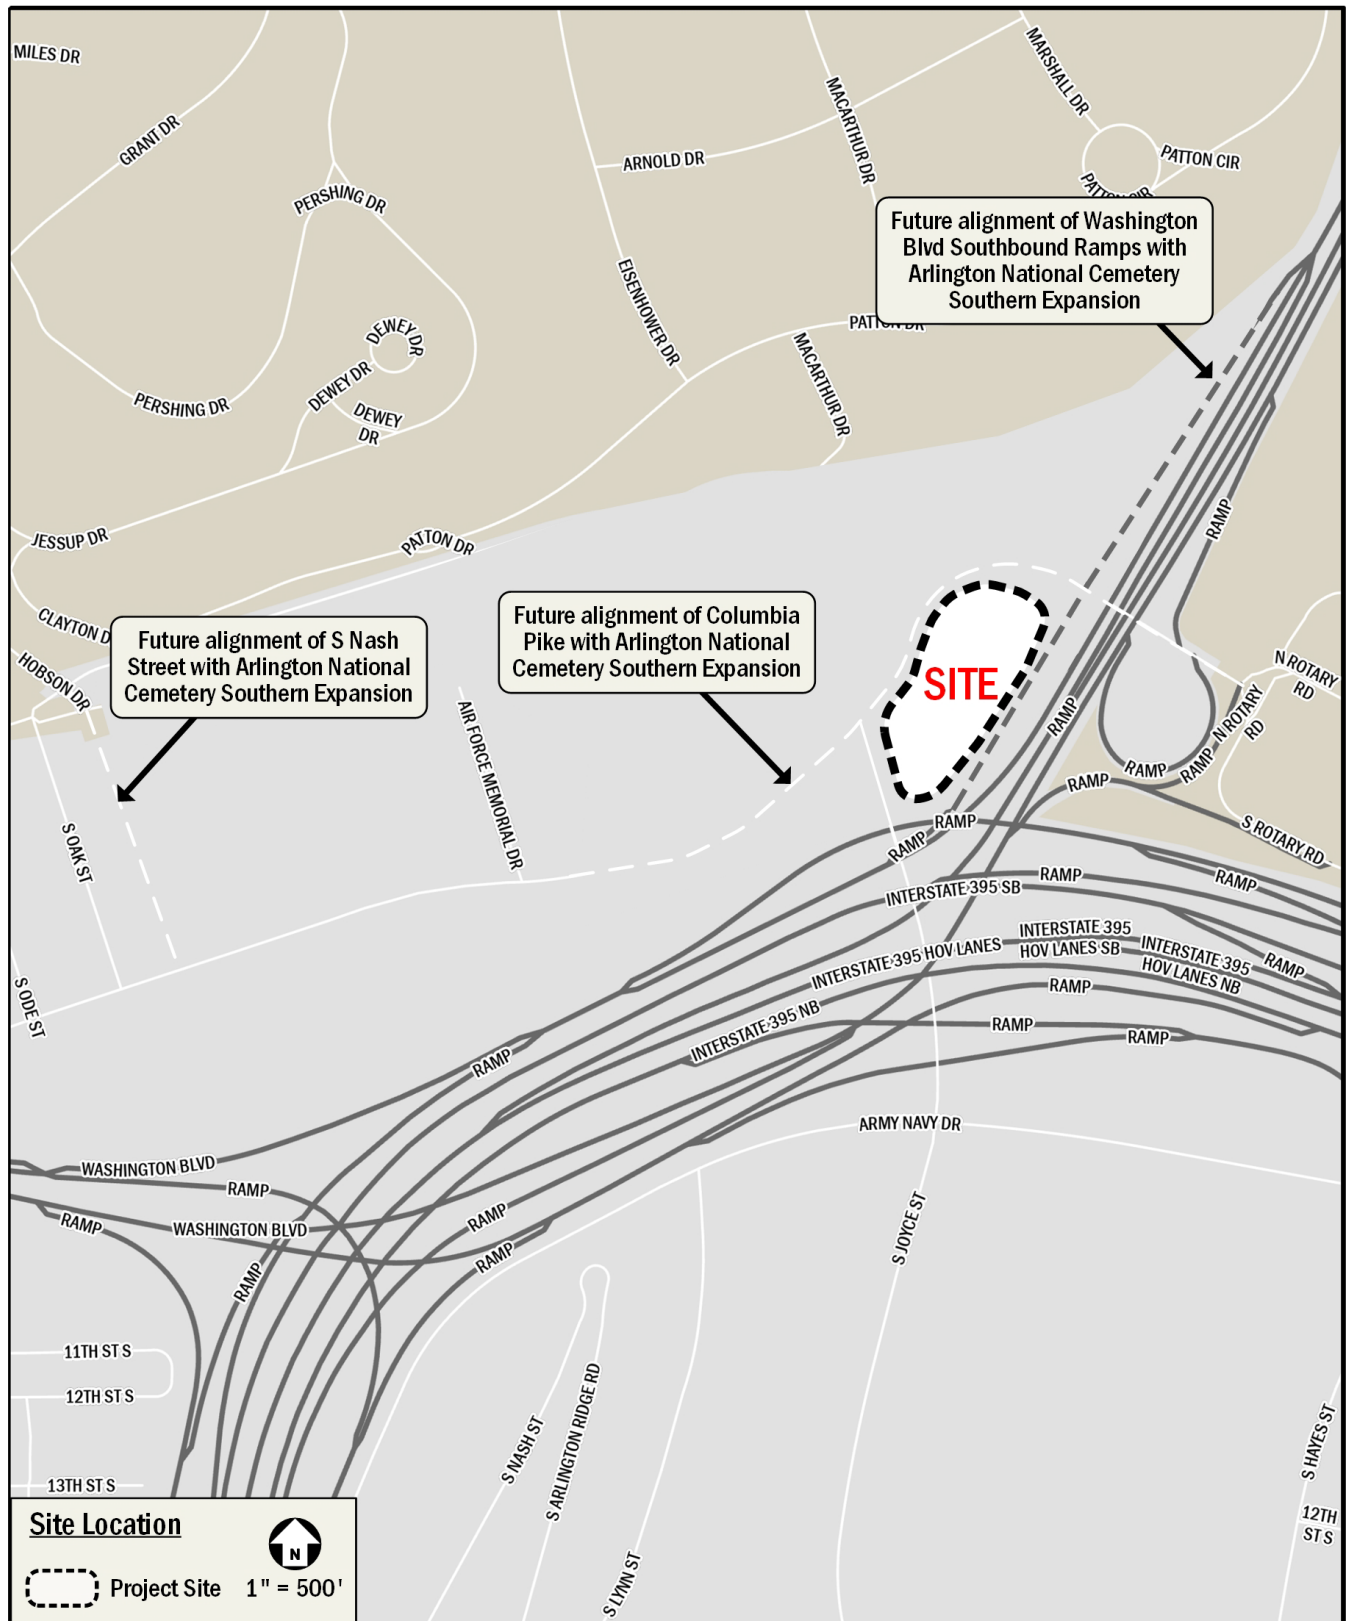 MILES DR
GRANT DR
PERSHING DR
ARNOLD DR
MACARTHUR DR
MARSHALL DR
PATTON CIR
PATTON CIR
Future alignment of Washington
Blvd Southbound Ramps with
Arlington National Cemetery
Southern Expansion
EISENHOWER DR
PATTON DR
DEWEY DR
DEWEY DR
DEWEY
DR
PERSHING DR
MACARTHUR DR
JESSUP DR
PATTON DR
RAMP
CLAYTON D
Future alignment of S Nash
Street with Arlington National
Cemetery Southern Expansion
Future alignment of Columbia
Pike with Arlington National
Cemetery Southern Expansion
HOBSON DR
SITE
N ROTARY
RD
N ROTARY
RD
RAMP
RAMP
RAMP
RAMP
AIR FORCE MEMORIAL DR
S OAK ST
RAMP
RAMP
S ROTARY RD
INTERSTATE 395 SB
RAMP
RAMP
INTERSTATE 395 HOV LANES
INTERSTATE 395
HOV LANES SB
INTERSTATE 395
HOV LANES NB
RAMP
S ODE ST
INTERSTATE 395 NB
RAMP
RAMP
RAMP
RAMP
ARMY NAVY DR
WASHINGTON BLVD
RAMP
RAMP
WASHINGTON BLVD
RAMP
RAMP
RAMP
S JOYCE ST
11TH ST S
12TH ST S
13TH ST S
S NASH ST
S ARLINGTON RIDGE RD
S LYNN ST
S HAYES ST
12TH
ST S
Site Location
N
Project Site
1" = 500'